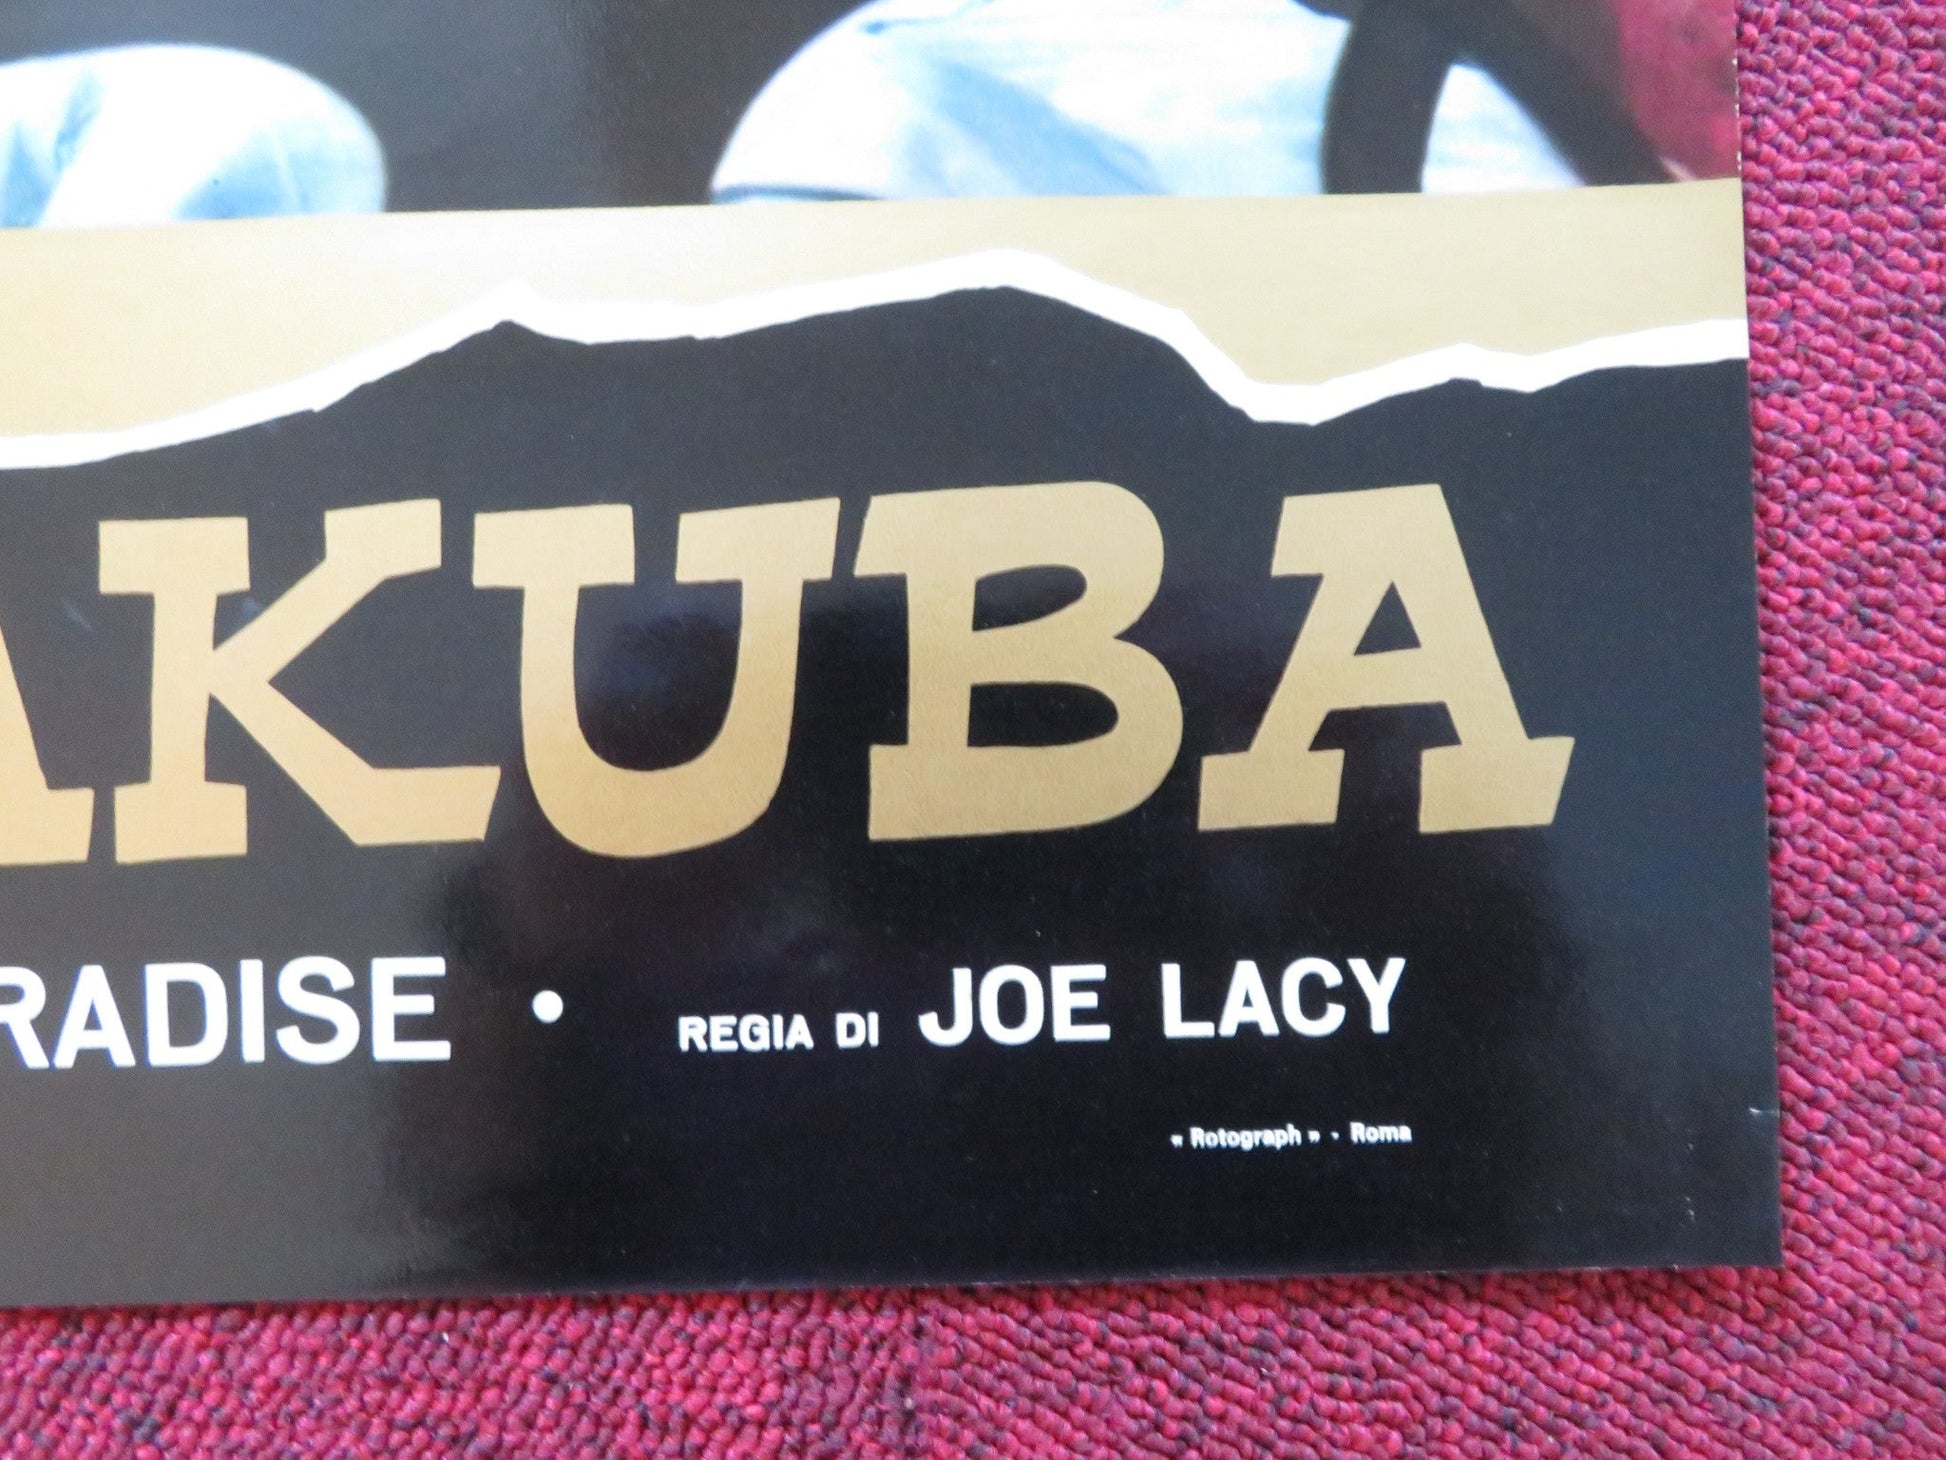 AKUBA
RADISE • REGIA DI JOE LACY
« Rotograph » - Roma